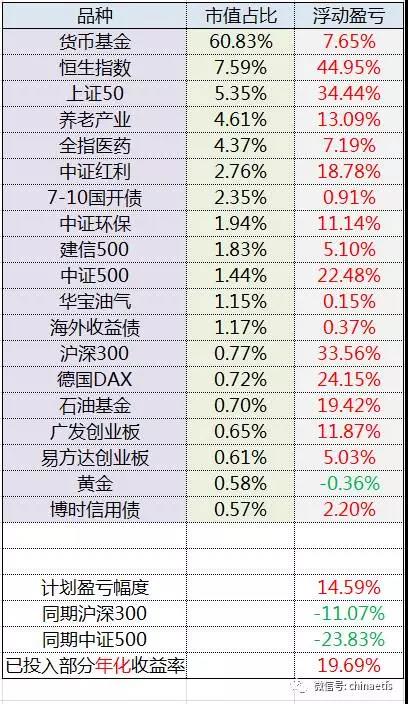 品种 市值占比 浮动盈亏
货币基金 60.83% 7.65%
恒生指数 7.59% 44.95%
上证50 5.35% 34.44%
养老产业 4.61% 13.09%
全指医药 4.37% 7.19%
中证红利 2.76% 18.78%
7-10国开债 2.35% 0.91%
中证环保 1.94% 11.14%
建信500 1.83% 5.10%
中证500 1.44% 22.48%
华宝油气 1.15% 0.15%
海外收益债 1.17% 0.37%
沪深300 0.77% 33.56%
德国DAX 0.72% 24.15%
石油基金 0.70% 19.42%
广发创业板 0.65% 11.87%
易方达创业板 0.61% 5.03%
黄金 0.58% -0.36%
博时信用债 0.57% 2.20%
计划盈亏幅度 14.59%
同期沪深300 -11.07%
同期中证500 -23.83%
已投入部分年化收益率 19.69%
微信号: chinaetfs